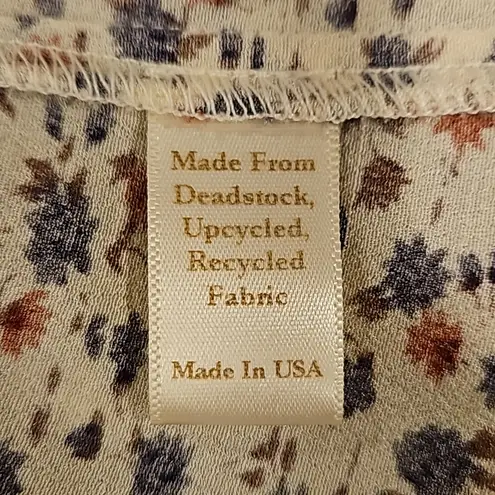 Made From
Deadstock,
Upcycled,
Recycled
Fabric
Made In USA